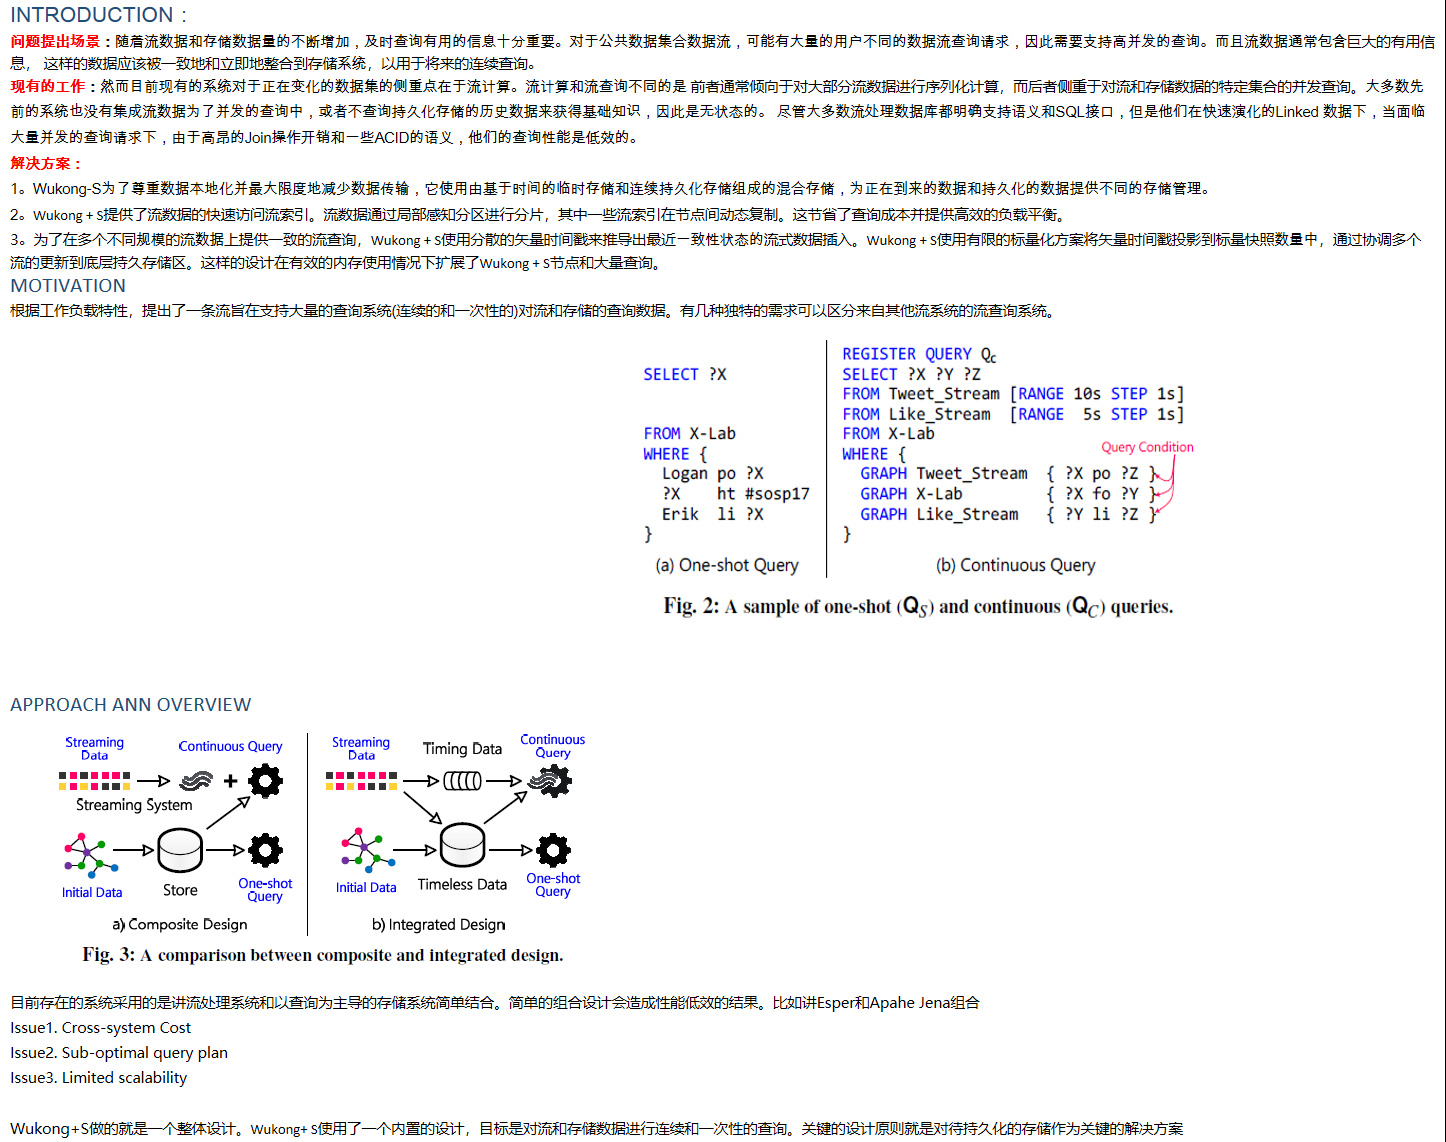 INTRODUCTION :
问题提出场景：随着流数据和存储数据量的不断增加，及时查询有用的信息十分重要。对于公共数据集合数据流，可能有大量的用户不同的数据流查询请求，因此需要支持高并发的查询。而且流数据通常包含巨大的有用信
息， 这样的数据应该被一致地和立即地整合到存储系统，以用于将来的连续查询。
现有的工作：然而目前现有的系统对于正在变化的数据集的侧重点在于流计算。流计算和流查询不同的是 前者通常倾向于对大部分流数据进行序列化计算，而后者侧重于对流和存储数据的特定集合的并发查询。大多数先
前的系统也没有集成流数据为了并发的查询中，或者不查询持久化存储的历史数据来获得基础知识，因此是无状态的。 尽管大多数流处理数据库都明确支持语义和SQL接口，但是他们在快速演化的Linked 数据下，当面临
大量并发的查询请求下，由于高昂的Join操作开销和一些ACID的语义，他们的查询性能是低效的。
解决方案：
1。Wukong-S为了尊重数据本地化并最大限度地减少数据传输，它使用由基于时间的临时存储和连续持久化存储组成的混合存储，为正在到来的数据和持久化的数据提供不同的存储管理。
2。Wukong + S提供了流数据的快速访问流索引。流数据通过局部感知分区进行分片，其中一些流索引在节点间动态复制。这节省了查询成本并提供高效的负载平衡。
3。为了在多个不同规模的流数据上提供一致的流查询，Wukong + S使用分散的矢量时间戳来推导出最近一致性状态的流式数据插入。Wukong + S使用有限的标量化方案将矢量时间戳投影到标量快照数量中，通过协调多个
流的更新到底层持久存储区。这样的设计在有效的内存使用情况下扩展了Wukong + S节点和大量查询。
MOTIVATION
根据工作负载特性，提出了一条流旨在支持大量的查询系统(连续的和一次性的)对流和存储的查询数据。有几种独特的需求可以区分来自其他流系统的流查询系统。
SELECT ?X
FROM X-Lab
WHERE {
Logan po ?X
?X ht #sosp17
Erik li ?X
}
(a) One-shot Query
REGISTER QUERY Qc
SELECT ?X ?Y ?Z
FROM Tweet_Stream [RANGE 10s STEP 1s]
FROM Like_Stream [RANGE 5s STEP 1s]
FROM X-Lab
Query Condition
WHERE {
GRAPH Tweet_Stream { ?X po ?Z }
GRAPH X-Lab { ?X fo ?Y }
GRAPH Like_Stream { ?Y li ?Z }
}
(b) Continuous Query
Fig. 2: A sample of one-shot (QS) and continuous (QC) queries.
APPROACH ANN OVERVIEW
Streaming
Data
Continuous Query
Streaming System
Initial Data
Store
One-shot
Query
a) Composite Design
Streaming
Data
Timing Data
Continuous
Query
Initial Data
Timeless Data
One-shot
Query
b) Integrated Design
Fig. 3: A comparison between composite and integrated design.
目前存在的系统采用的是讲流处理系统和以查询为主导的存储系统简单结合。简单的组合设计会造成性能低效的结果。比如讲Esper和Apahe Jena组合
Issue1. Cross-system Cost
Issue2. Sub-optimal query plan
Issue3. Limited scalability
Wukong+S做的就是一个整体设计。Wukong+ S使用了一个内置的设计，目标是对流和存储数据进行连续和一次性的查询。关键的设计原则就是对待持久化的存储作为关键的解决方案